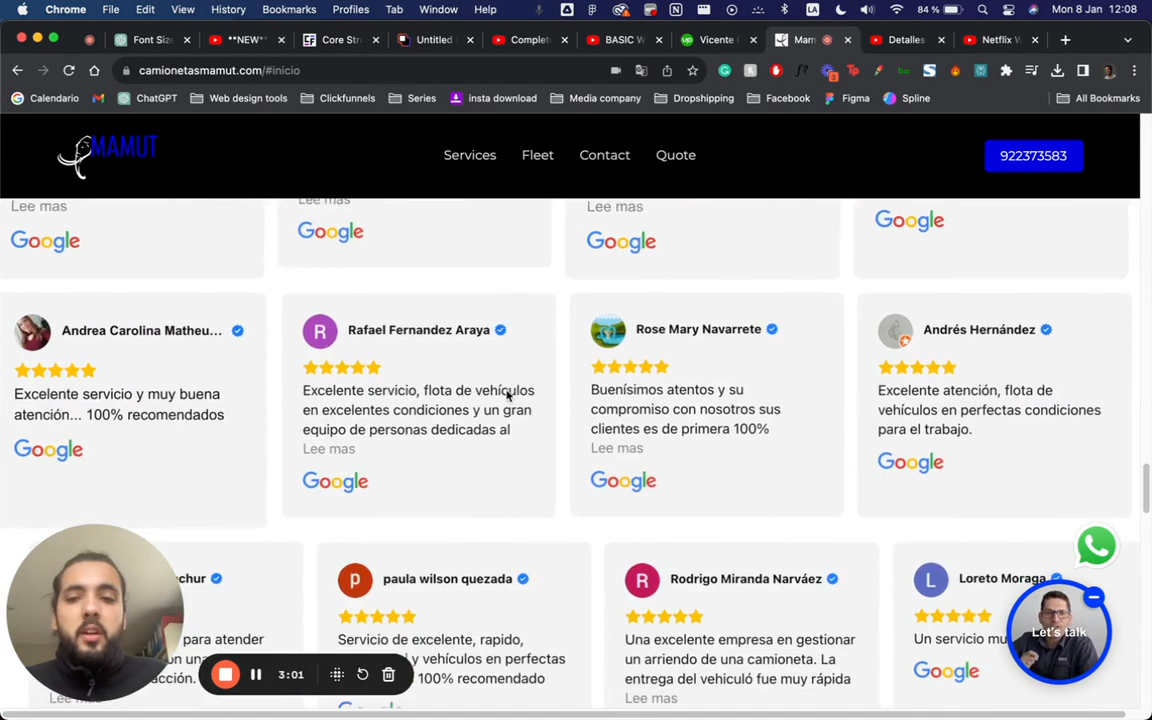 Chrome File Edit View History Bookmarks Profiles Tab Window Help
LA 84 % Mon 8 Jan 12:08
Font Size
**NEW**
Core Str
Untitled
Complet
BASIC W
Vicente
Mam
Detalles
Netflix W
camionetasmamut.com/#inicio
Calendario
ChatGPT
Web design tools
Clickfunnels
Series
insta download
Media company
Dropshipping
Facebook
Figma
Spline
All Bookmarks
MAMUT
Services Fleet Contact Quote
922373583
Lee mas
Google
Lee mas
Google
Lee mas
Google
Google
Andrea Carolina Matheu...
Excelente servicio y muy buena
atención... 100% recomendados
Google
R
Rafael Fernandez Araya
Excelente servicio, flota de vehículos
en excelentes condiciones y un gran
equipo de personas dedicadas al
Lee mas
Google
Rose Mary Navarrete
Buenísimos atentos y su
compromiso con nosotros sus
clientes es de primera 100%
Lee mas
Google
Andrés Hernández
Excelente atención, flota de
vehículos en perfectas condiciones
para el trabajo.
Google
chur
para atender
con una
acción.
Lee mas
p
paula wilson quezada
Servicio de excelente, rapido,
l y vehículos en perfectas
100% recomendado
R
Rodrigo Miranda Narváez
Una excelente empresa en gestionar
un arriendo de una camioneta. La
entrega del vehiculó fue muy rápida
Lee mas
L
Loreto Moraga
Un servicio mu
Google
Let's talk
3:01